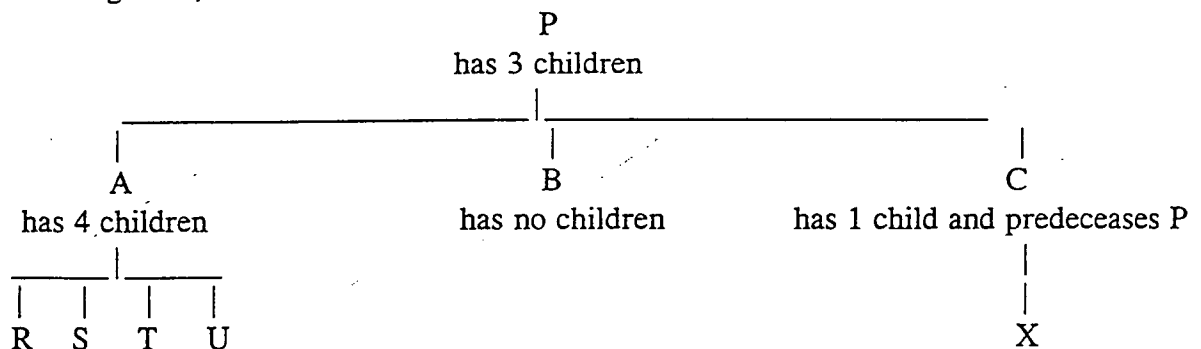 P
has 3 children
A
B
C
has 4 children
has no children
has 1 child and predeceases P
R S T U
X